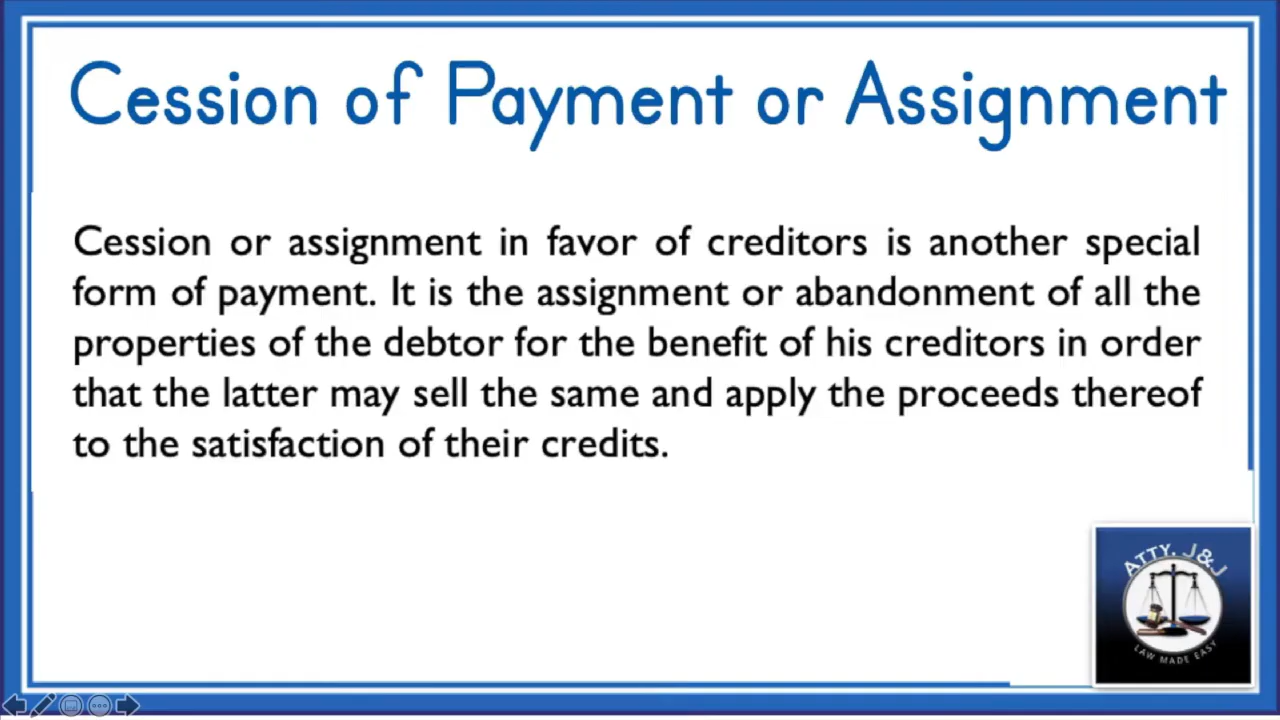 Cession of Payment or Assignment
Cession or assignment in favor of creditors is another special
form of payment. It is the assignment or abandonment of all the
properties of the debtor for the benefit of his creditors in order
that the latter may sell the same and apply the proceeds thereof
to the satisfaction of their credits.
ATTY. J&J
LAW MADE EASY